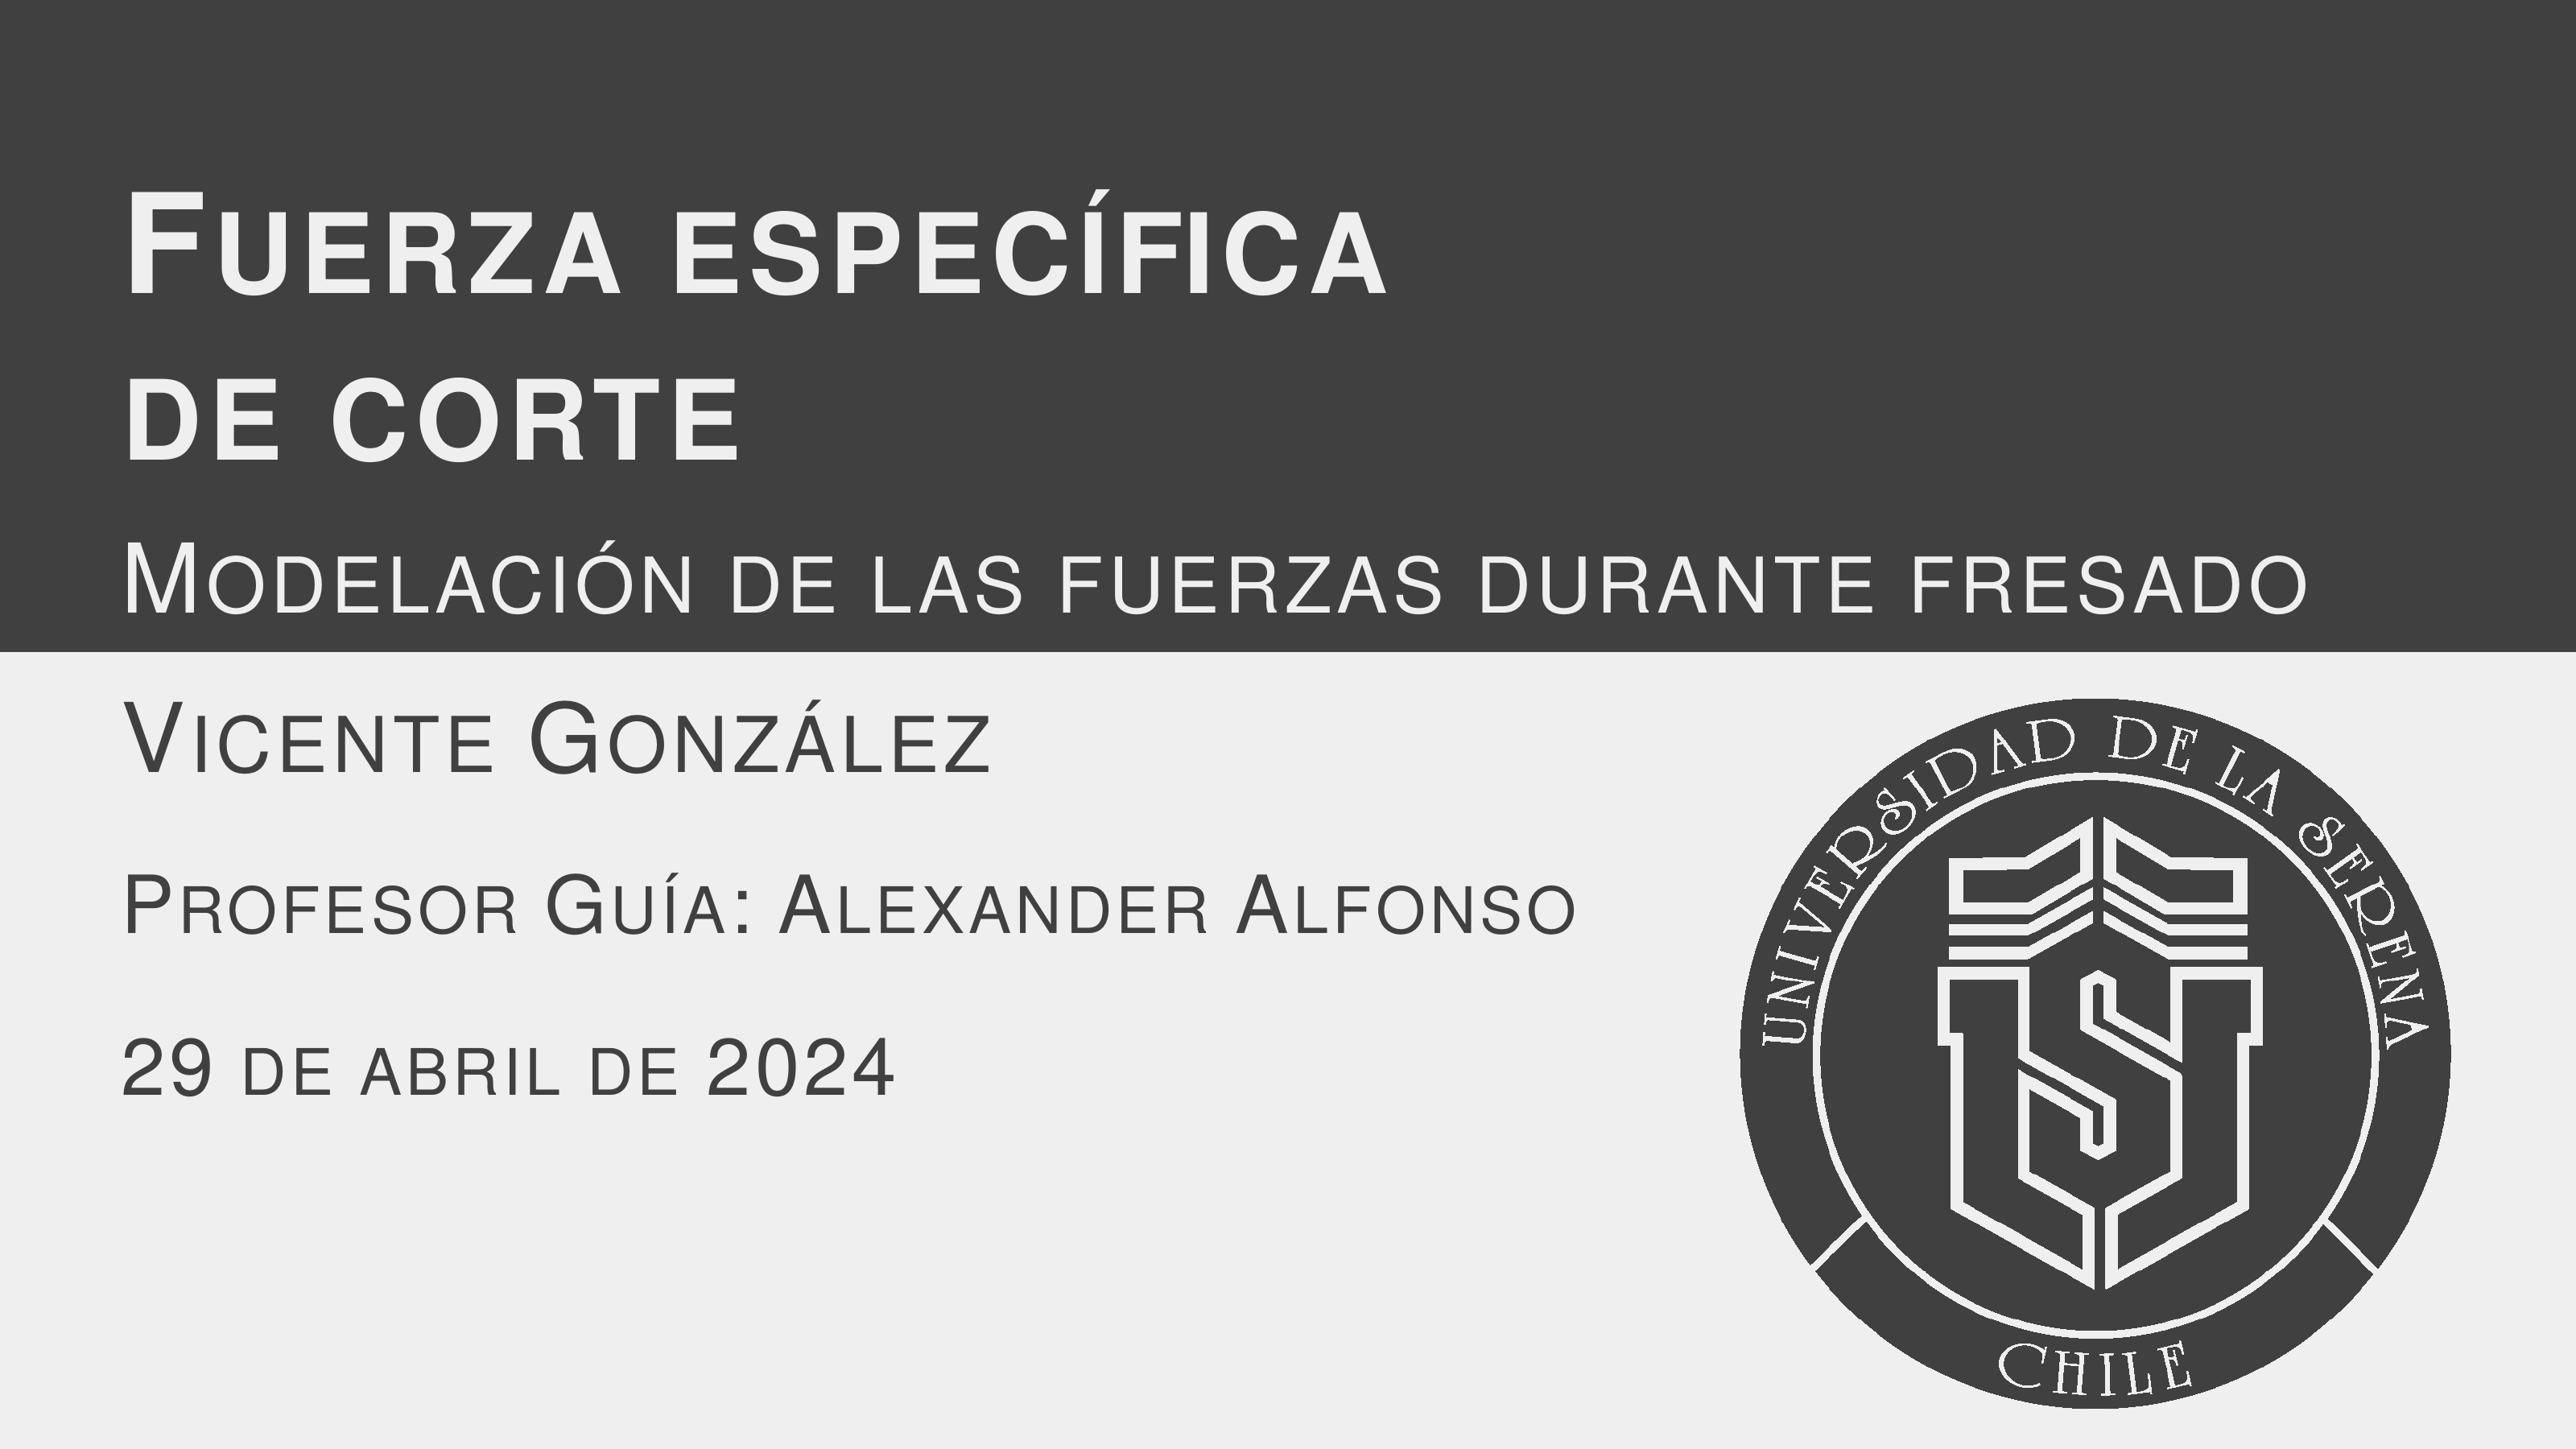 Fuerza específica
de corte
Modelación de las fuerzas durante fresado
Vicente González
Profesor Guía: Alexander Alfonso
29 de abril de 2024
UNIVERSIDAD DE LA SERENA
CHILE